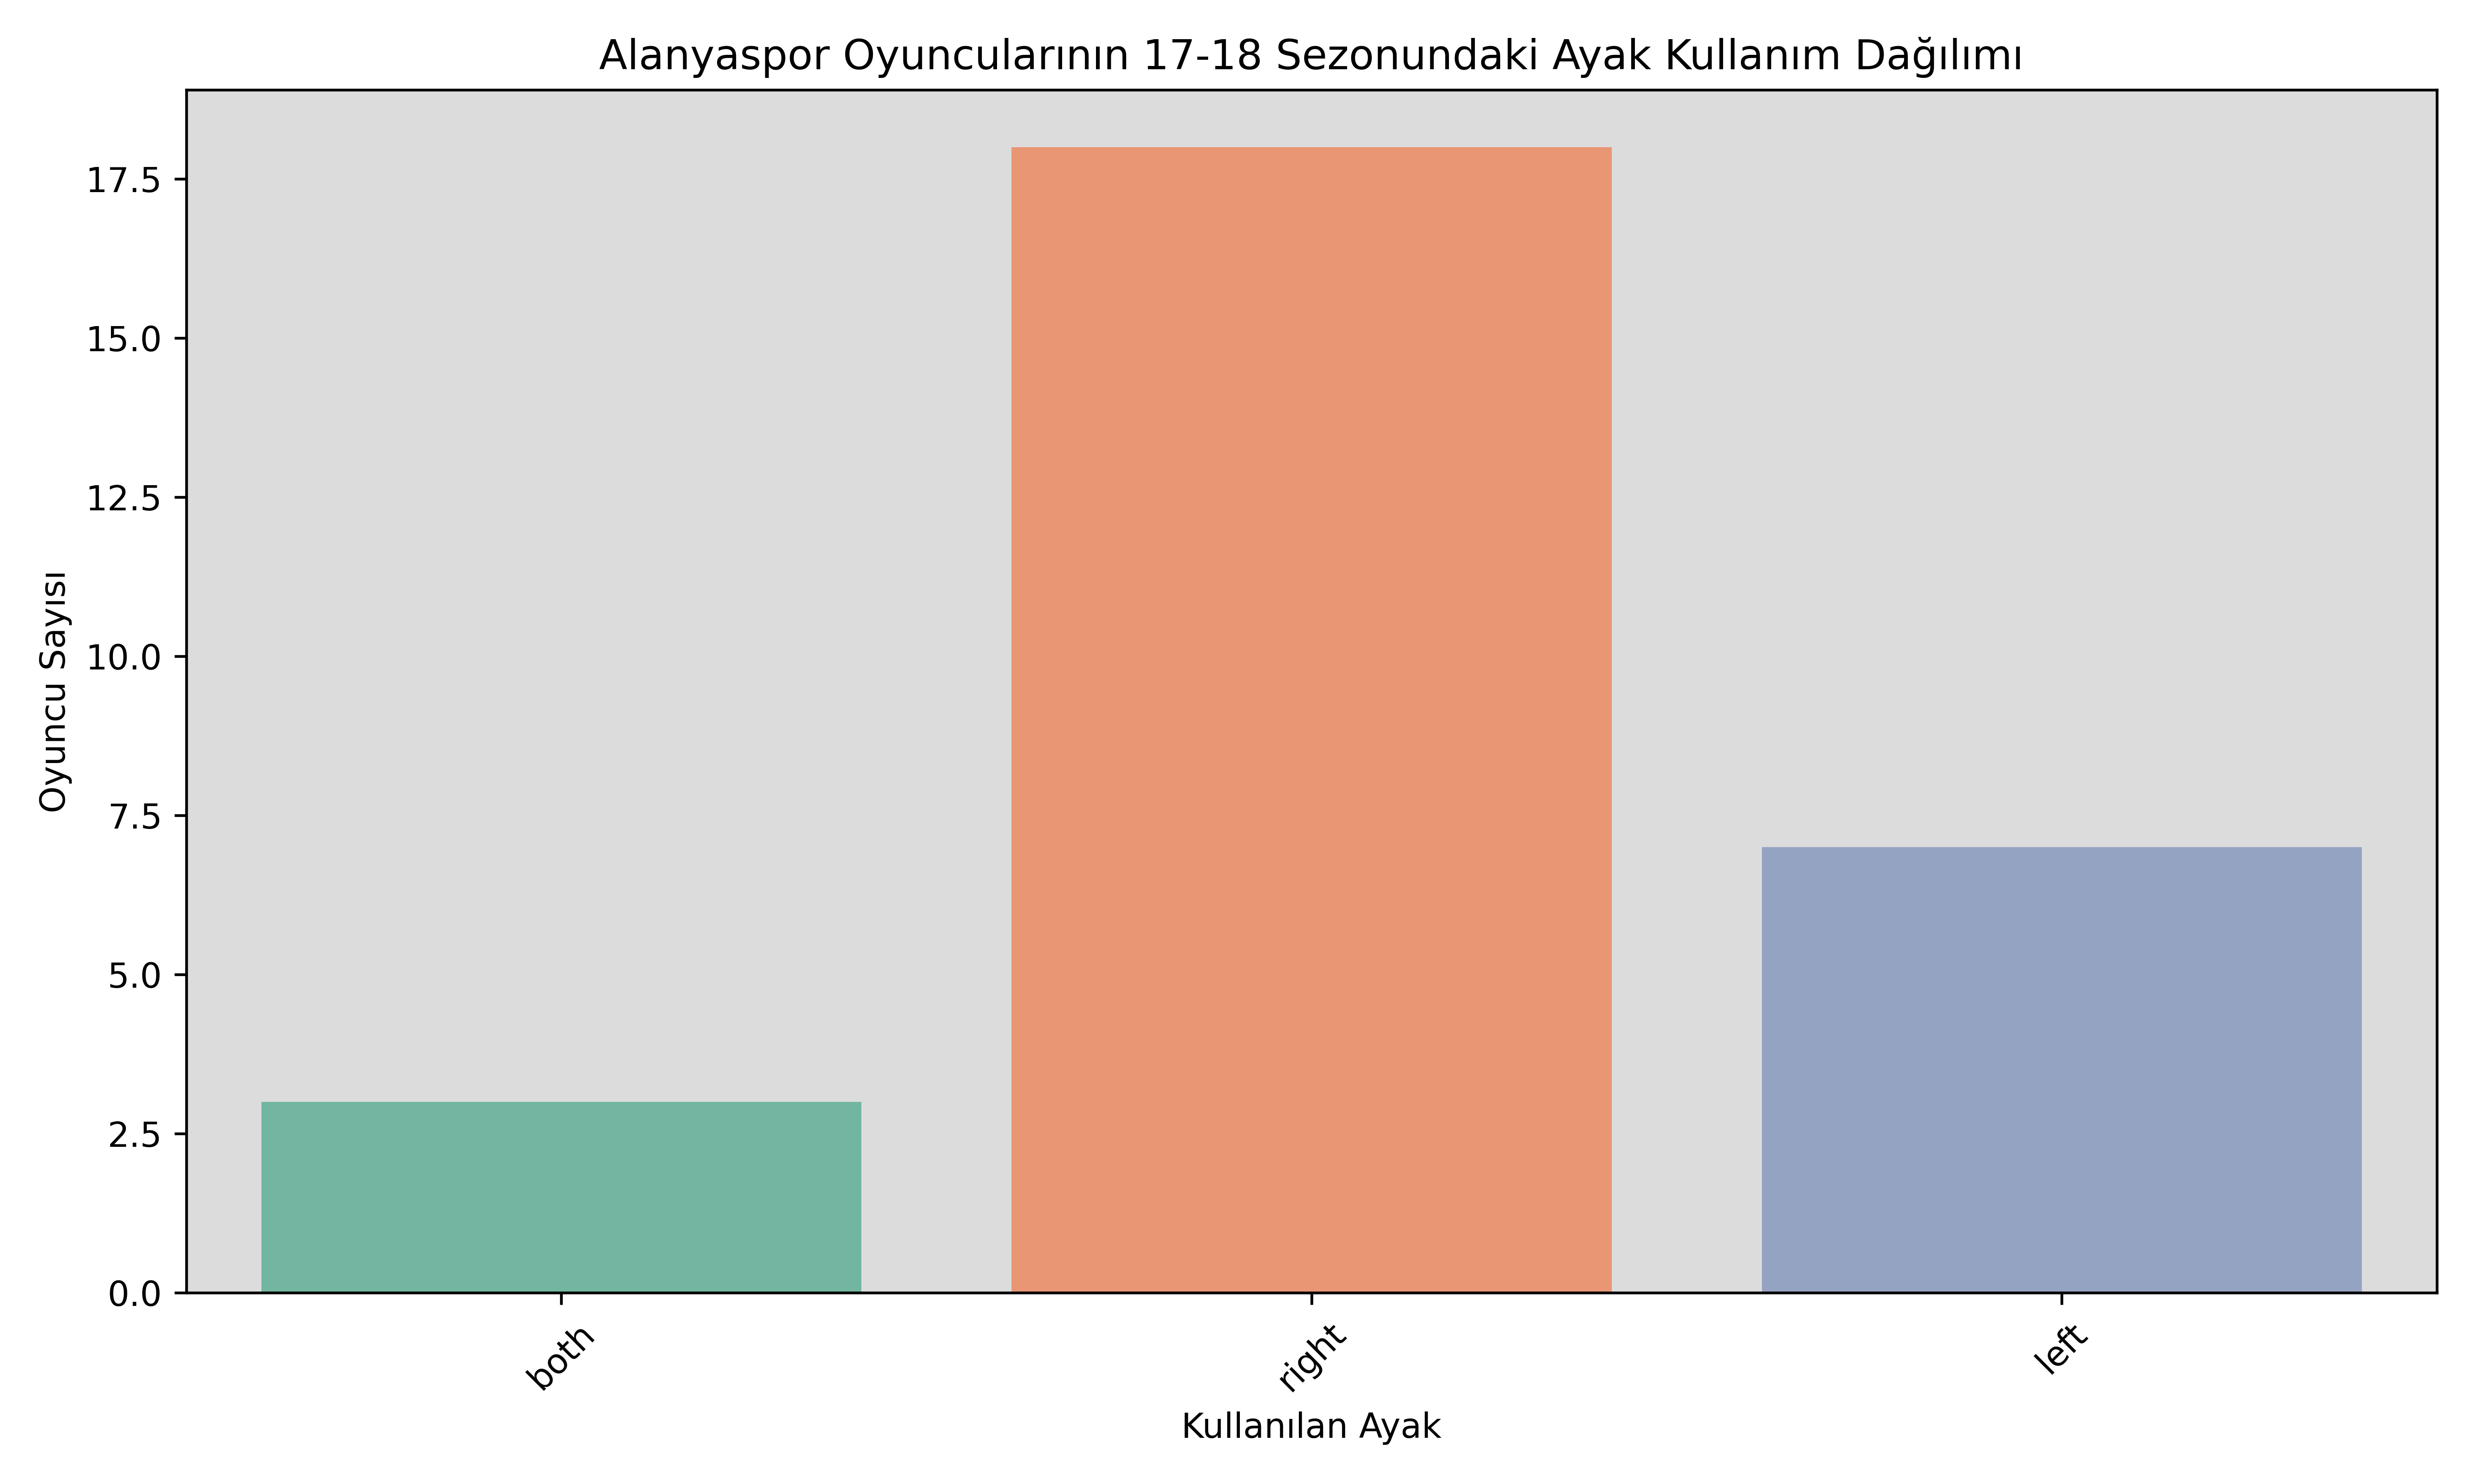 Alanyaspor Oyuncularının 17-18 Sezonundaki Ayak Kullanım Dağılımı
Oyuncu Sayısı
17.5
15.0
12.5
10.0
7.5
5.0
2.5
0.0
both
right
left
Kullanılan Ayak